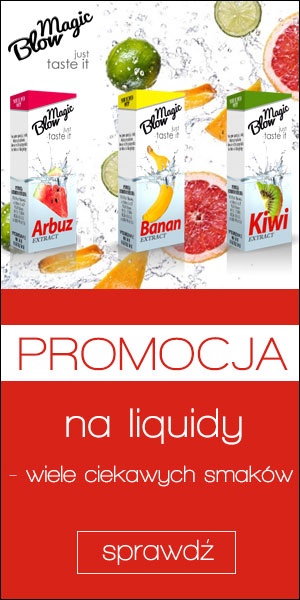 Magic
Blow
just
taste it
Magic
Blow
just
taste it
Arbuz
EXTRACT
Magic
Blow
just
taste it
Banan
EXTRACT
Magic
Blow
just
taste it
Kiwi
EXTRACT
PROMOCJA
na liquidy
- wiele ciekawych smaków
sprawdź